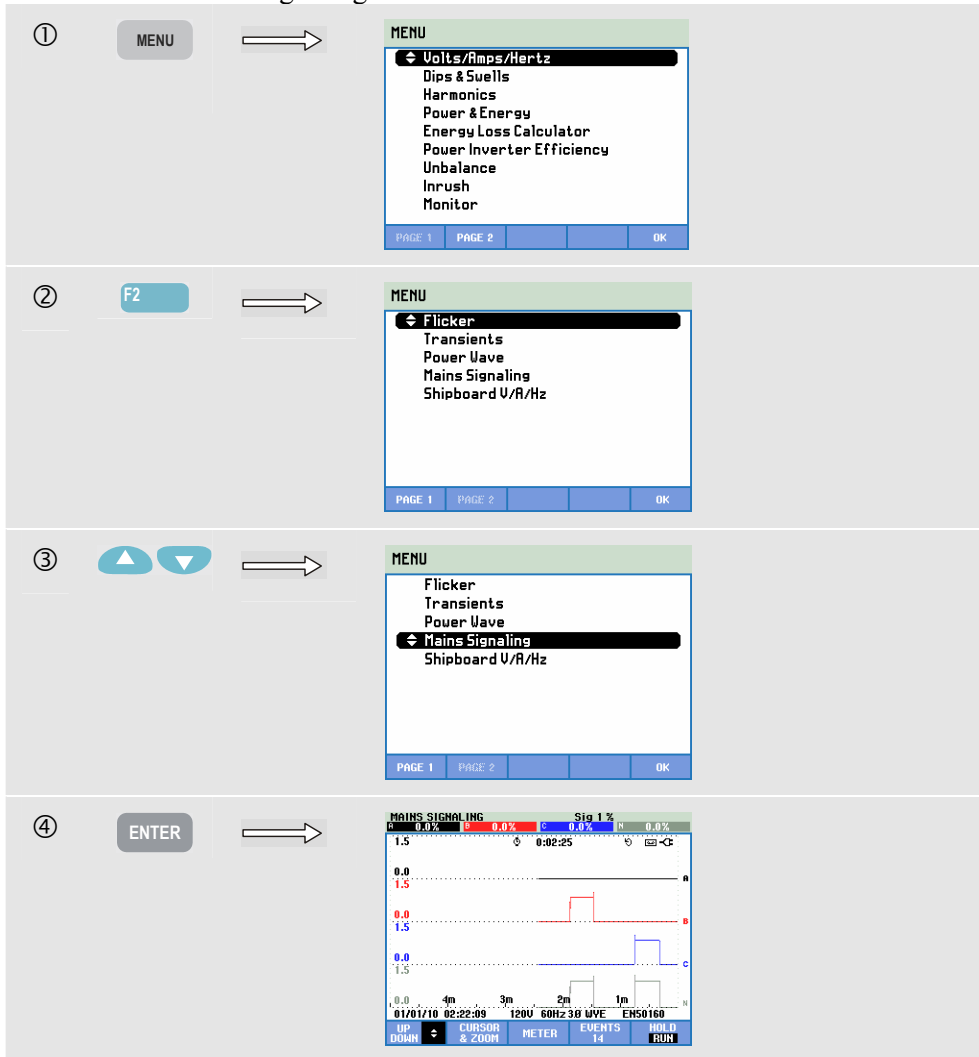 ①
MENU
MENU
Volts/Amps/Hertz
Dips & Swells
Harmonics
Power & Energy
Energy Loss Calculator
Power Inverter Efficiency
Unbalance
Inrush
Monitor
PAGE 1 PAGE 2 OK
②
F2
MENU
Flicker
Transients
Power Wave
Mains Signaling
Shipboard V/A/Hz
PAGE 1 PAGE 2 OK
③
MENU
Flicker
Transients
Power Wave
Mains Signaling
Shipboard V/A/Hz
PAGE 1 PAGE 2 OK
④
ENTER
MAINS SIGNALING Sig 1 %
A 0.0% B 0.0% C 0.0% N 0.0%
1.5 0:02:25
0.0 A
1.5
0.0 B
1.5
0.0 C
1.5
0.0 4m 3m 2m 1m N
01/01/10 02:22:09 120V 60Hz 3.Ø WYE EN50160
UP DOWN CURSOR & ZOOM METER EVENTS 14 HOLD RUN